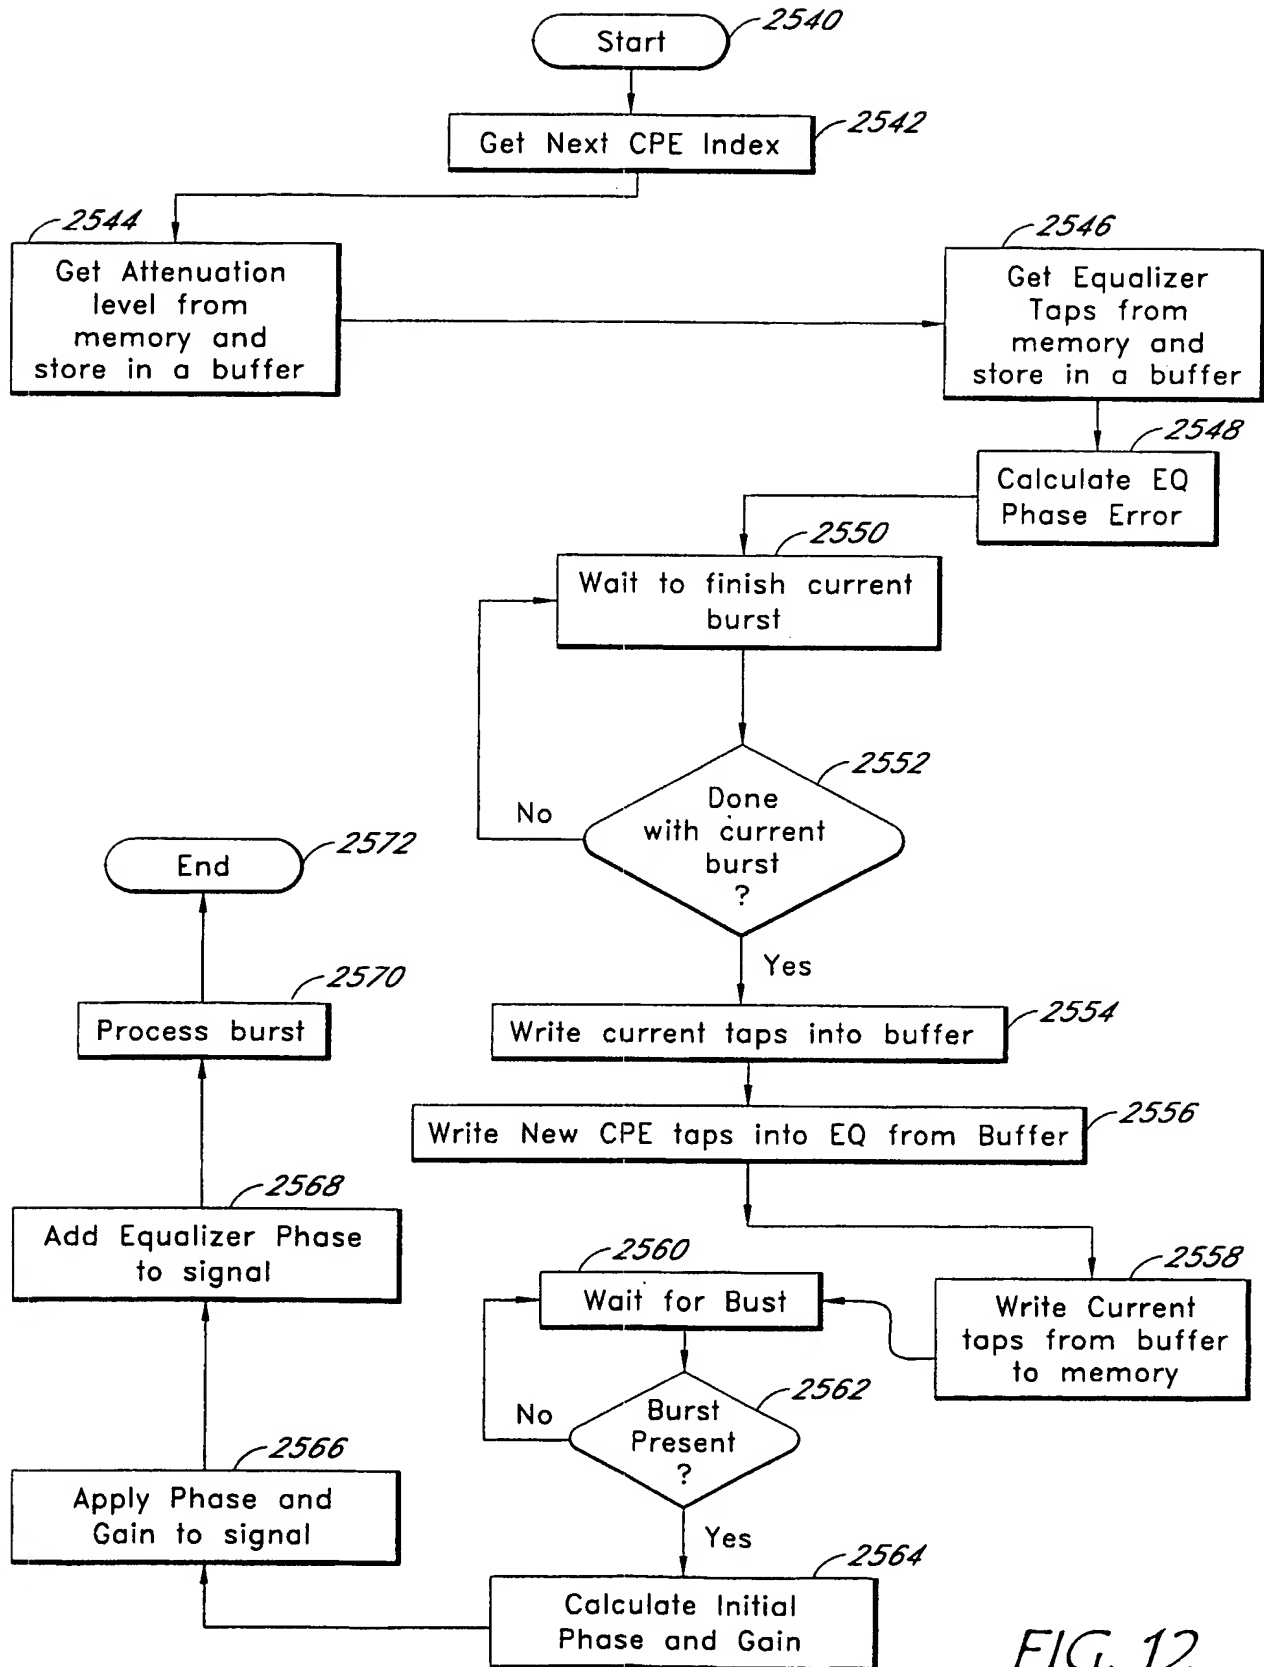 Start
2540
Get Next CPE Index
2542
2544
Get Attenuation
level from
memory and
store in a buffer
2546
Get Equalizer
Taps from
memory and
store in a buffer
2548
Calculate EQ
Phase Error
2550
Wait to finish current
burst
2552
Done
with current
burst
?
No
Yes
2554
Write current taps into buffer
2556
Write New CPE taps into EQ from Buffer
2558
Write Current
taps from buffer
to memory
2560
Wait for Bust
2562
Burst
Present
?
No
Yes
2564
Calculate Initial
Phase and Gain
2566
Apply Phase and
Gain to signal
2568
Add Equalizer Phase
to signal
2570
Process burst
2572
End
FIG. 12